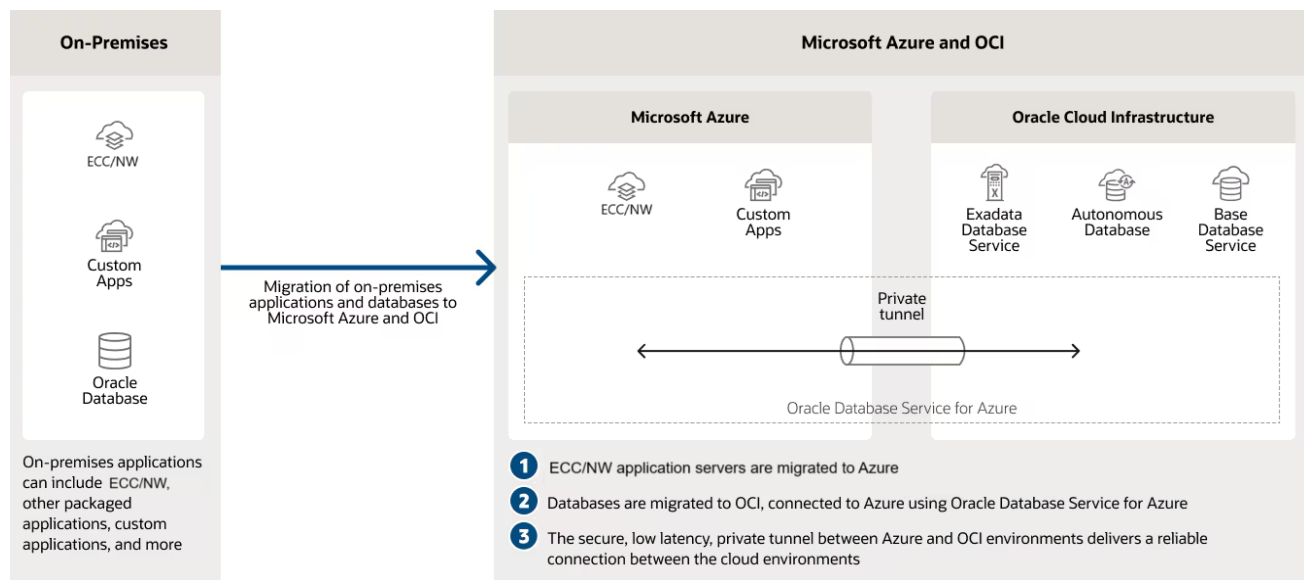 On-Premises
ECC/NW
Custom
Apps
Oracle
Database
On-premises applications
can include ECC/NW,
other packaged
applications, custom
applications, and more
Migration of on-premises
applications and databases to
Microsoft Azure and OCI
Microsoft Azure and OCI
Microsoft Azure
ECC/NW
Custom
Apps
Oracle Cloud Infrastructure
Exadata
Database
Service
Autonomous
Database
Base
Database
Service
Private
tunnel
Oracle Database Service for Azure
1 ECC/NW application servers are migrated to Azure
2 Databases are migrated to OCI, connected to Azure using Oracle Database Service for Azure
3 The secure, low latency, private tunnel between Azure and OCI environments delivers a reliable
connection between the cloud environments